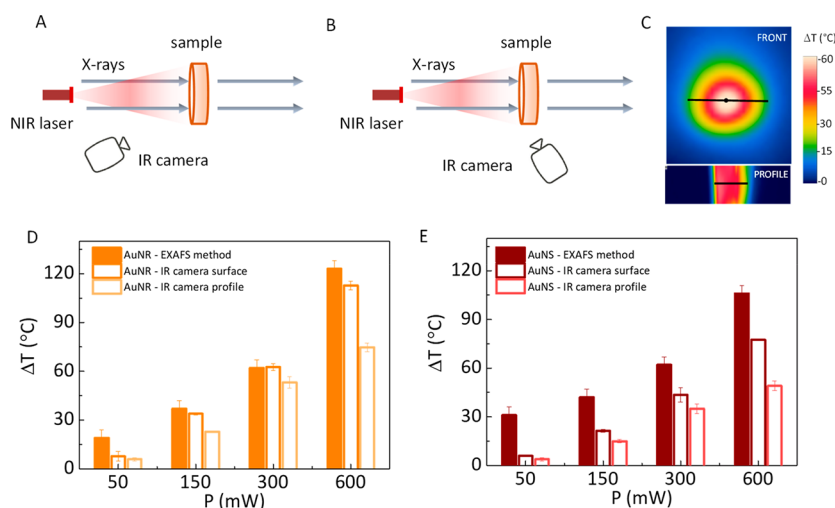 A
sample
X-rays
NIR laser
IR camera
B
sample
X-rays
NIR laser
IR camera
C
FRONT
ΔT (°C)
60
55
30
15
0
PROFILE
D
AuNR - EXAFS method
AuNR - IR camera surface
AuNR - IR camera profile
ΔT (°C)
120
90
60
30
0
50 150 300 600
P (mW)
E
AuNS - EXAFS method
AuNS - IR camera surface
AuNS - IR camera profile
ΔT (°C)
120
90
60
30
0
50 150 300 600
P (mW)